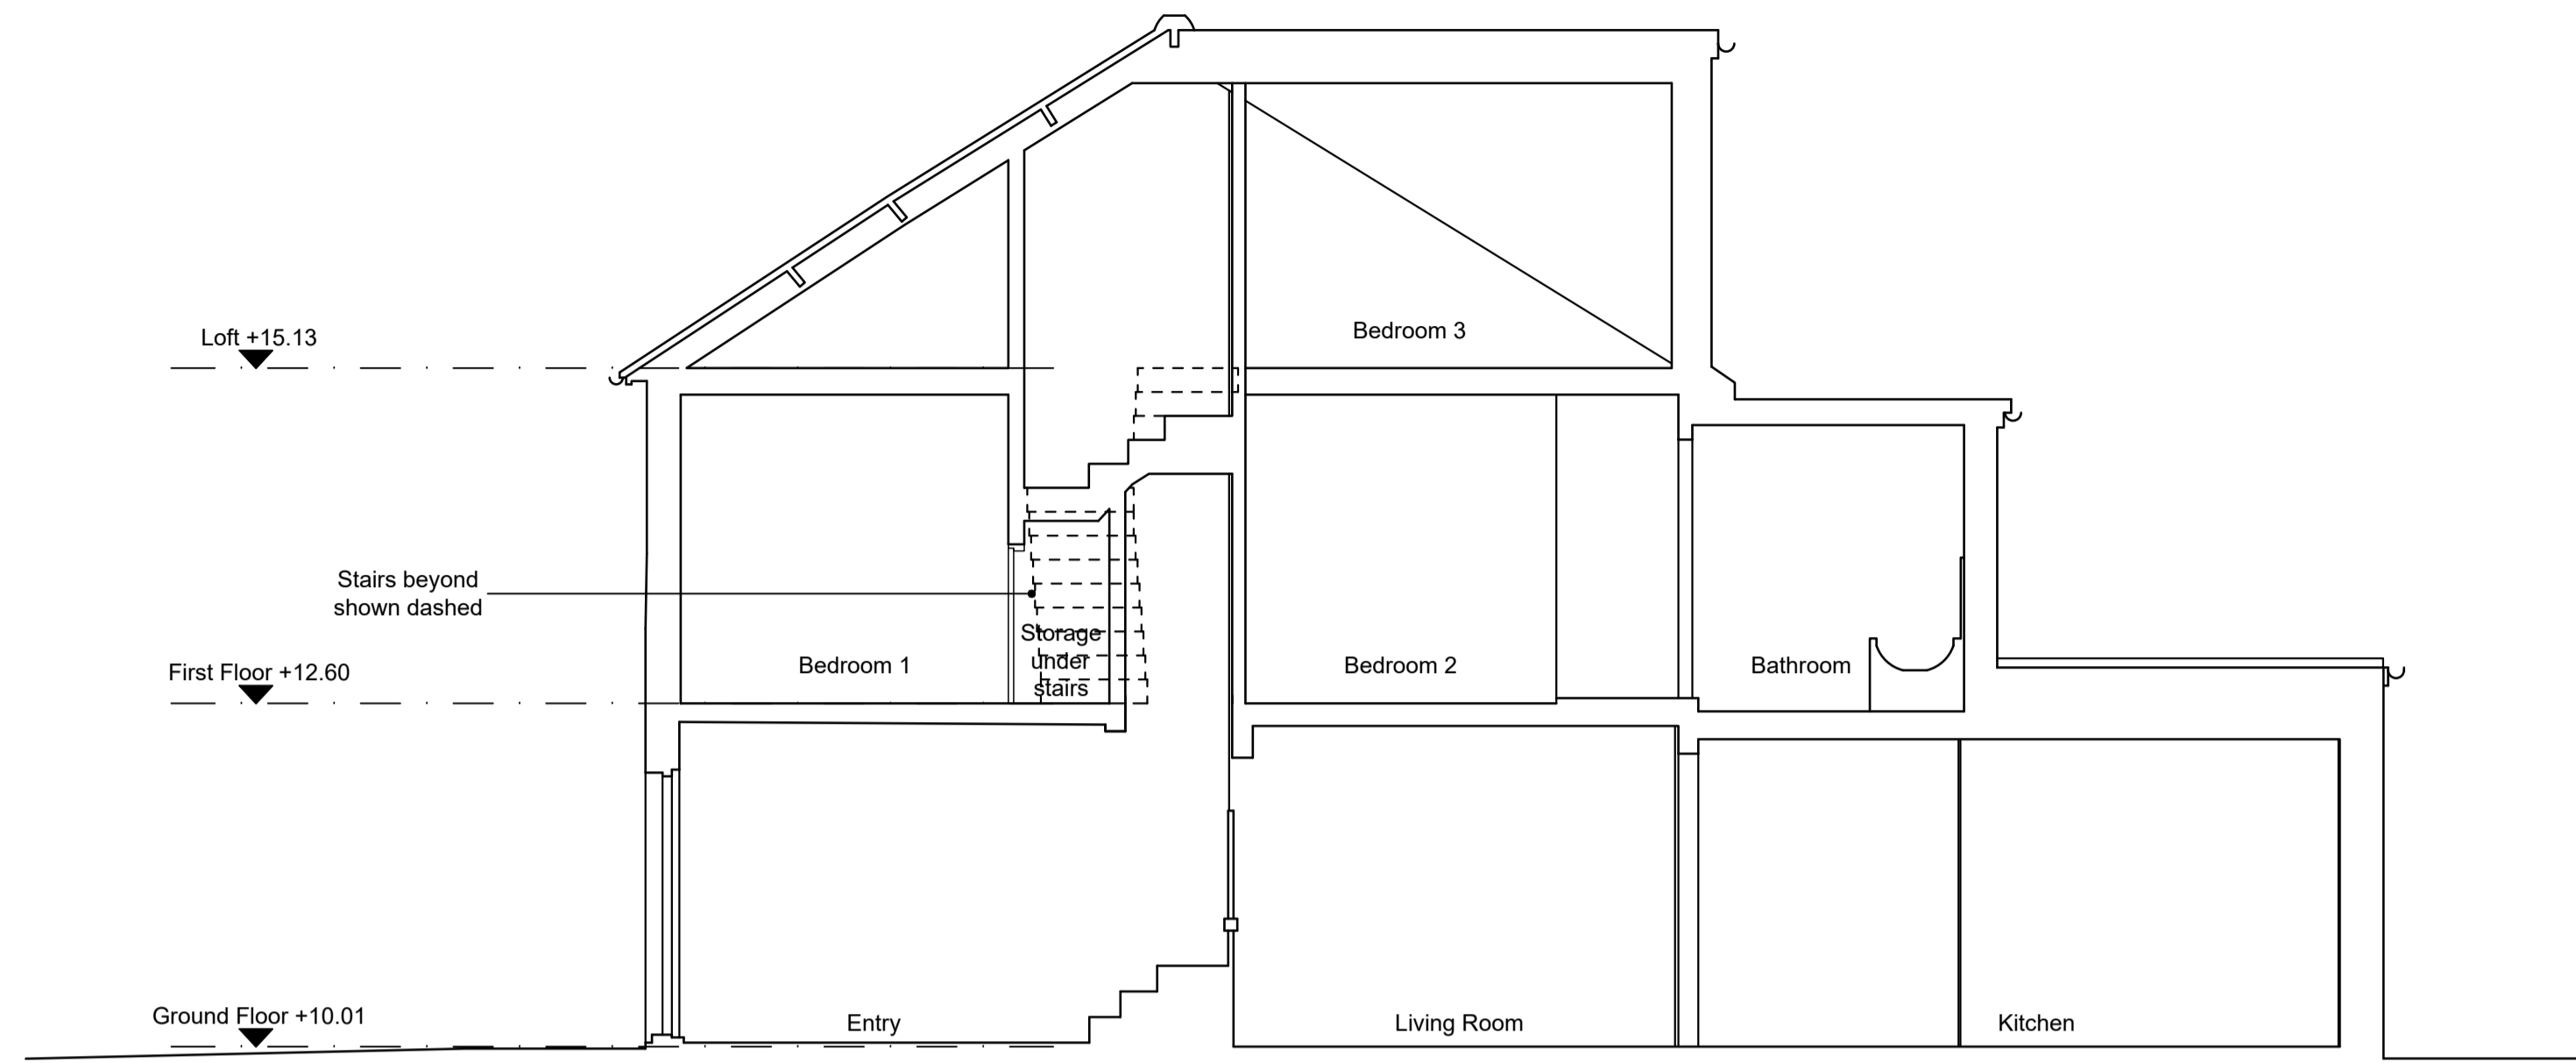 Bedroom 3
Loft +15.13
Stairs beyond
shown dashed
Storage
under
stairs
First Floor +12.60
Bedroom 1
Bedroom 2
Bathroom
Ground Floor +10.01
Entry
Living Room
Kitchen